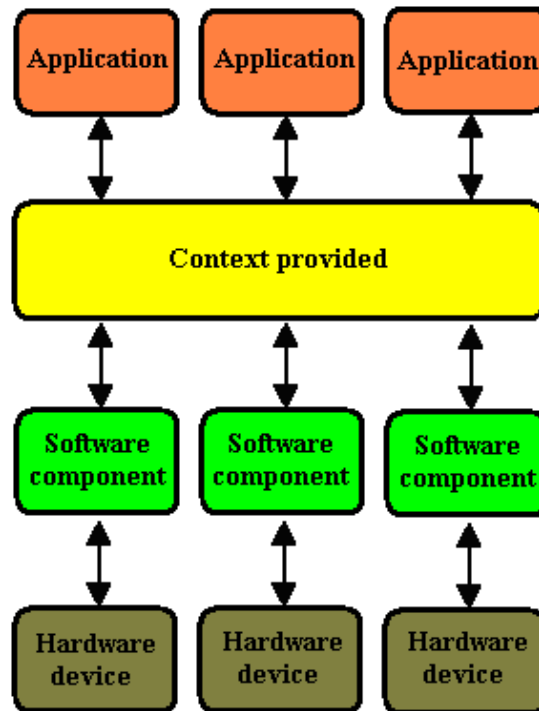 Application
Application
Application
Context provided
Software
component
Software
component
Software
component
Hardware
device
Hardware
device
Hardware
device